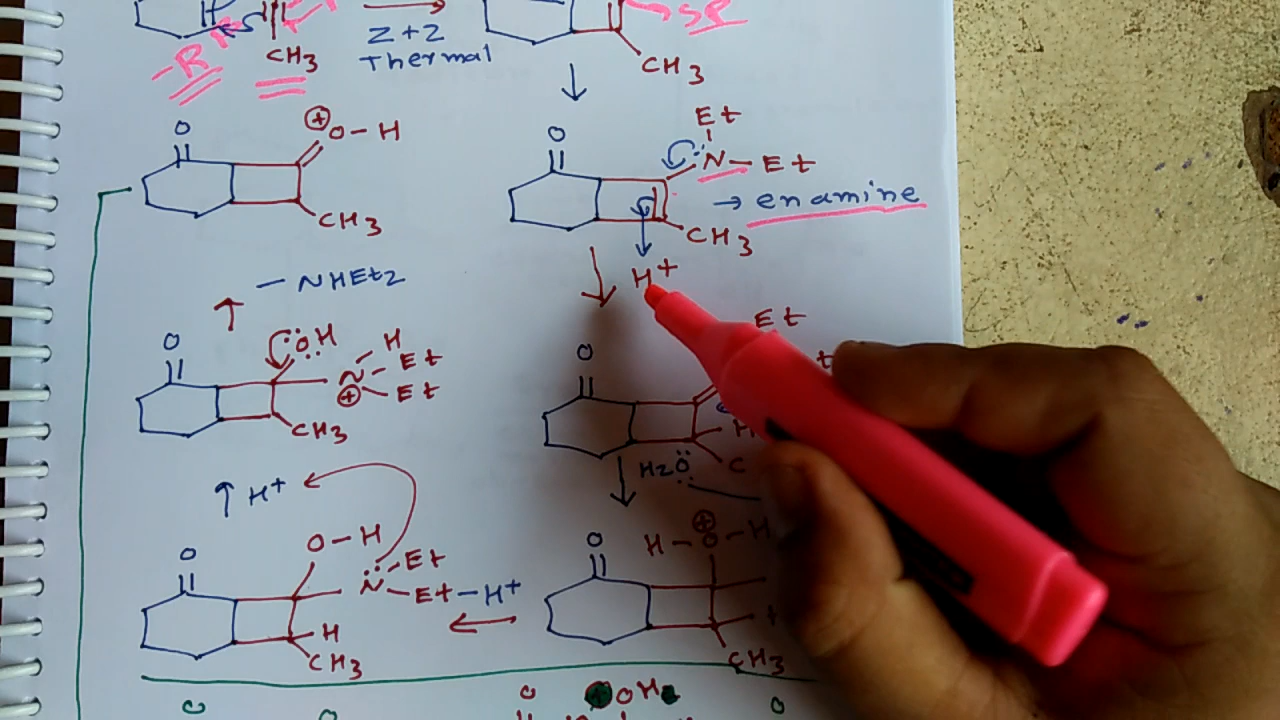 -R
CH3
2+2
Thermal
CH3
O
⊕
O-H
CH3
O
Et
N-Et
→ enamine
CH3
H+
- NHEt2
O
:OH
H
N-Et
⊕ Et
CH3
O
Et
H
C
H2O
H+
O
O-H
N-Et
Et-H+
H
CH3
O
⊕
H-O-H
CH3
O
O
O
⊕ OH
O